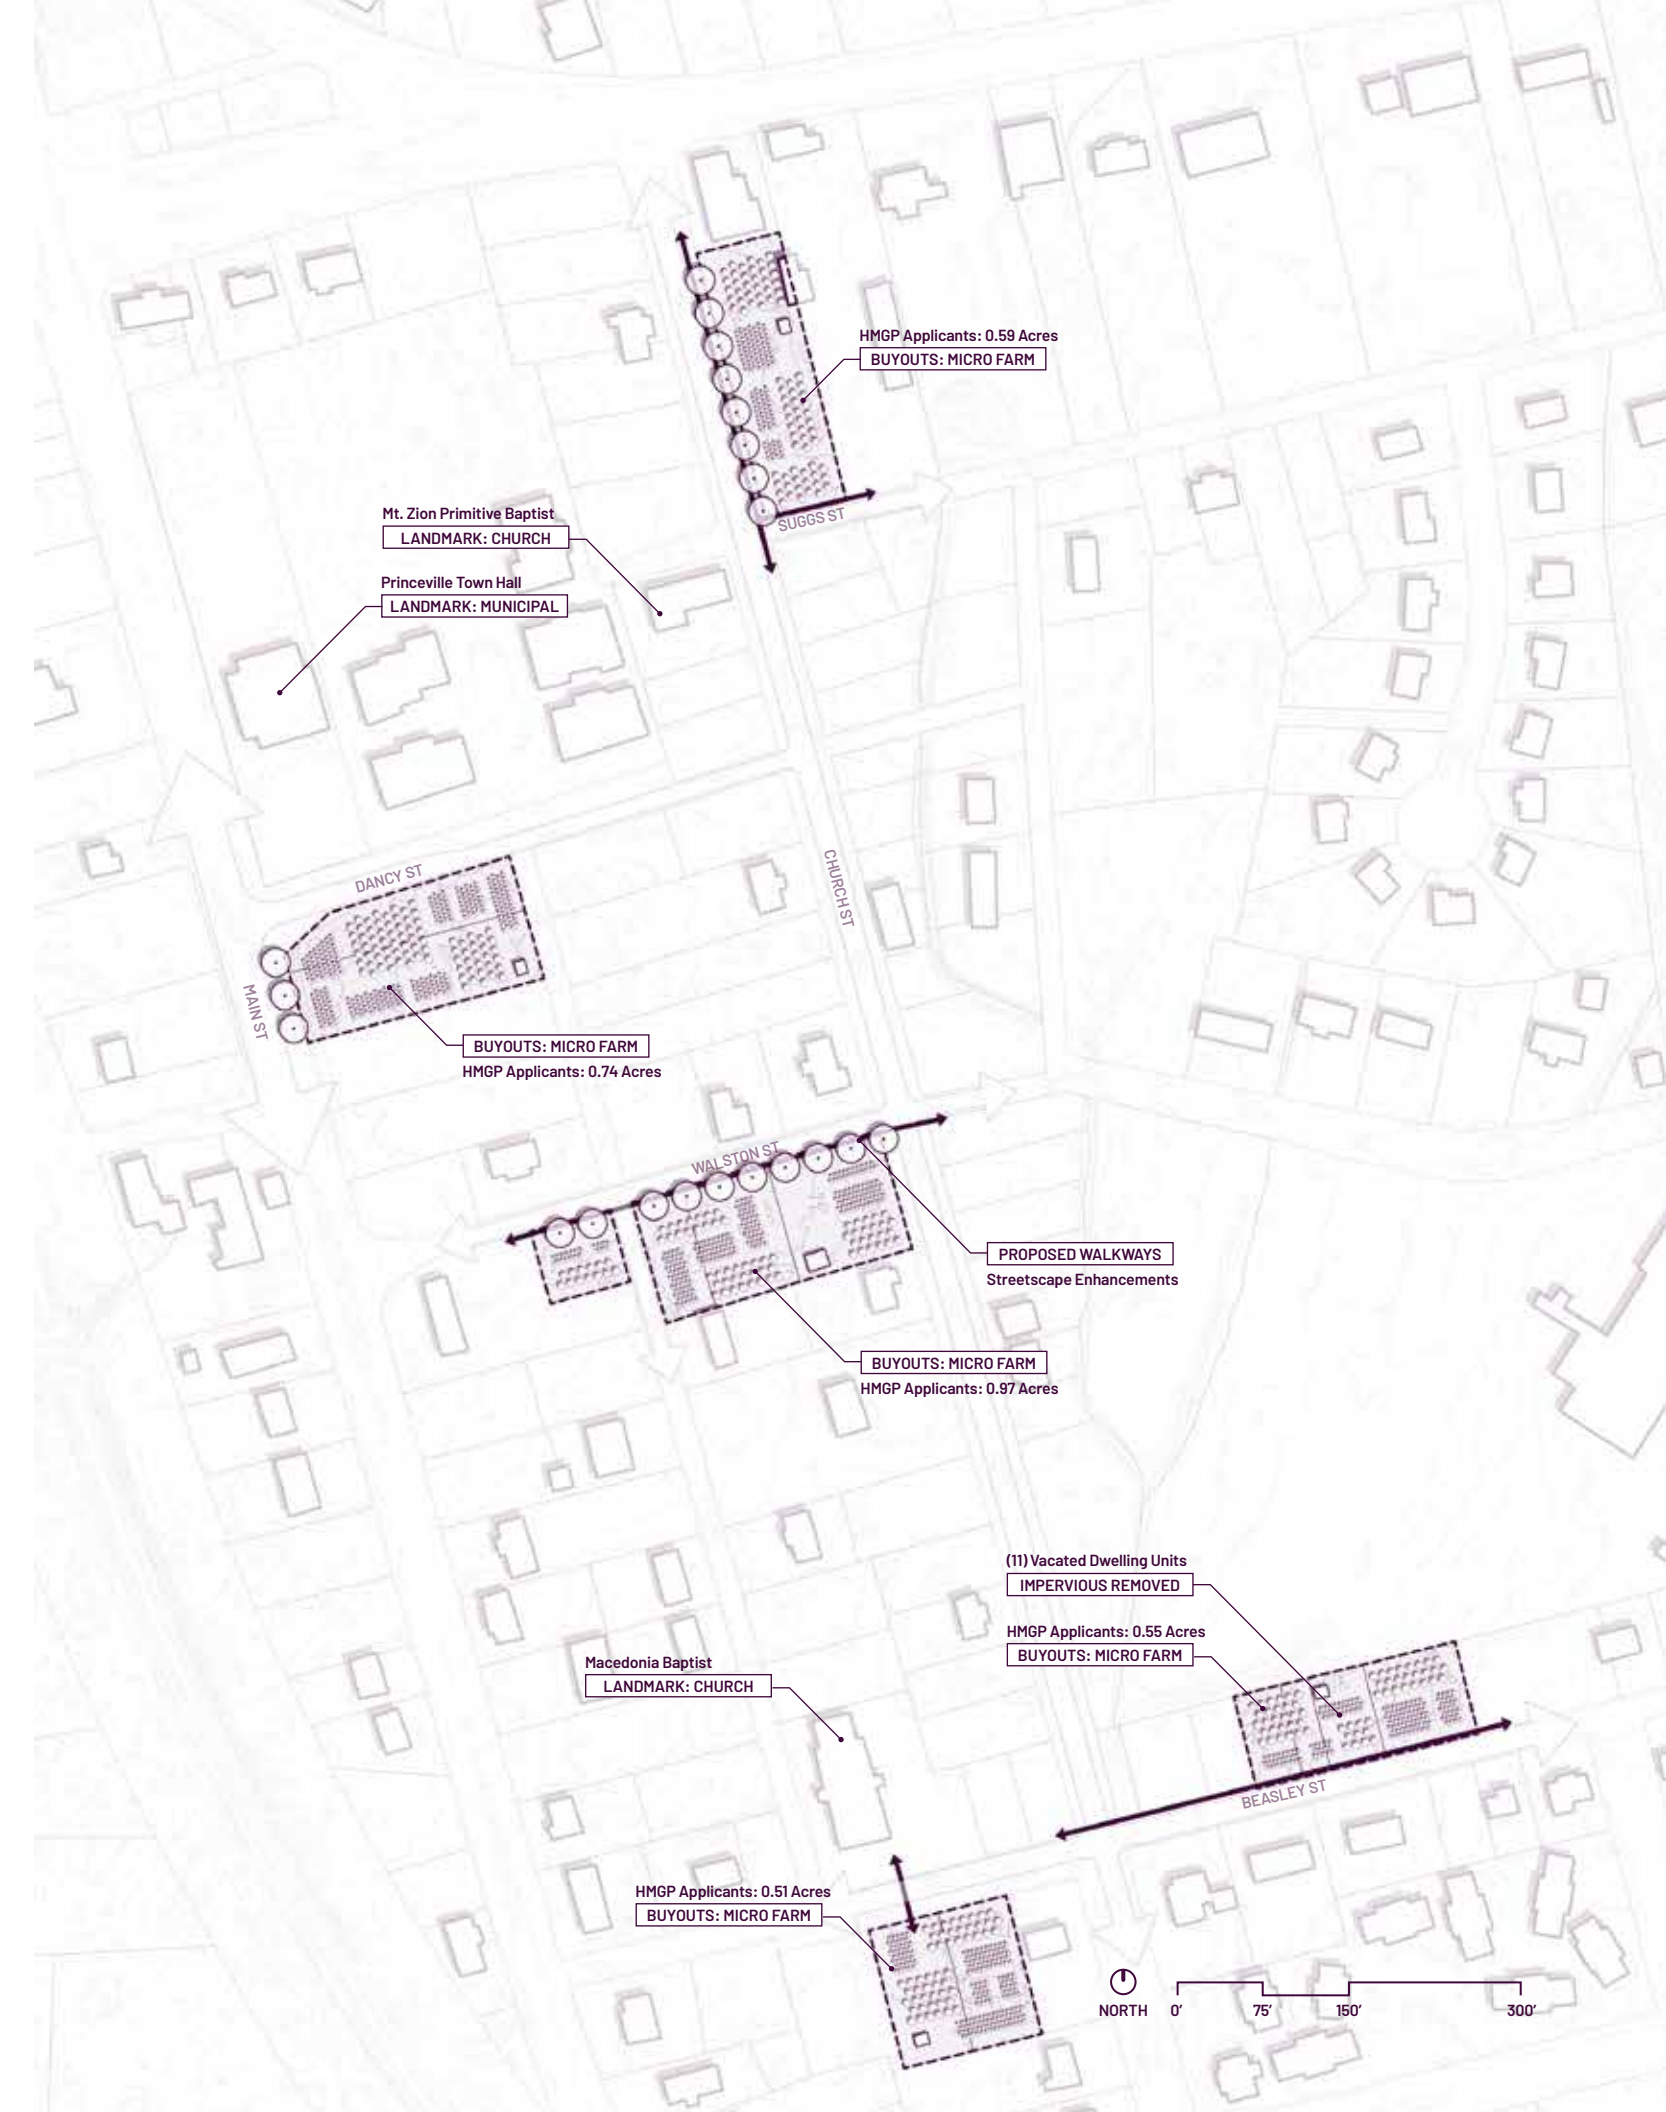 HMGP Applicants: 0.59 Acres
BUYOUTS: MICRO FARM
SUGGS ST
Mt. Zion Primitive Baptist
LANDMARK: CHURCH
Princeville Town Hall
LANDMARK: MUNICIPAL
DANCY ST
CHURCH ST
MAIN ST
BUYOUTS: MICRO FARM
HMGP Applicants: 0.74 Acres
WALSTON ST
PROPOSED WALKWAYS
Streetscape Enhancements
BUYOUTS: MICRO FARM
HMGP Applicants: 0.97 Acres
(11) Vacated Dwelling Units
IMPERVIOUS REMOVED
HMGP Applicants: 0.55 Acres
BUYOUTS: MICRO FARM
Macedonia Baptist
LANDMARK: CHURCH
BEASLEY ST
HMGP Applicants: 0.51 Acres
BUYOUTS: MICRO FARM
NORTH 0' 75' 150' 300'